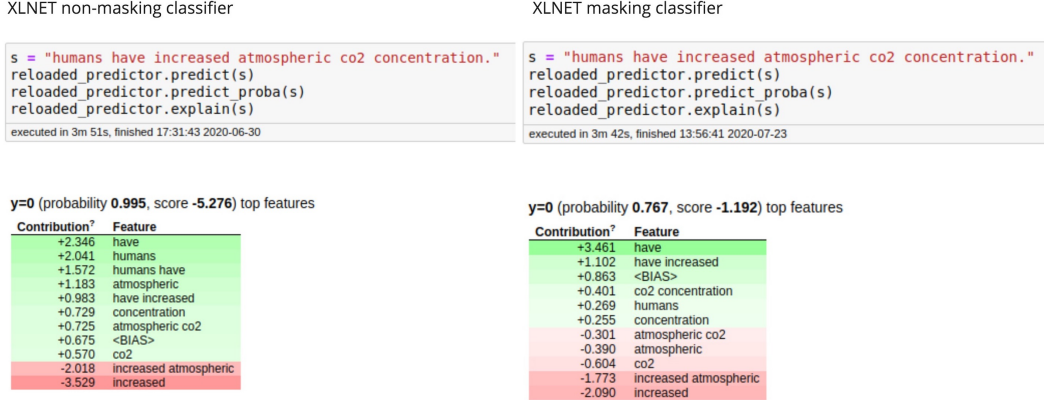 XLNET non-masking classifier
s = "humans have increased atmospheric co2 concentration."
reloaded_predictor.predict(s)
reloaded_predictor.predict_proba(s)
reloaded_predictor.explain(s)
executed in 3m 51s, finished 17:31:43 2020-06-30
y=0 (probability 0.995, score -5.276) top features
Contribution? Feature
+2.346 have
+2.041 humans
+1.572 humans have
+1.183 atmospheric
+0.983 have increased
+0.729 concentration
+0.725 atmospheric co2
+0.675 <BIAS>
+0.570 co2
-2.018 increased atmospheric
-3.529 increased
XLNET masking classifier
s = "humans have increased atmospheric co2 concentration."
reloaded_predictor.predict(s)
reloaded_predictor.predict_proba(s)
reloaded_predictor.explain(s)
executed in 3m 42s, finished 13:56:41 2020-07-23
y=0 (probability 0.767, score -1.192) top features
Contribution? Feature
+3.461 have
+1.102 have increased
+0.863 <BIAS>
+0.401 co2 concentration
+0.269 humans
+0.255 concentration
-0.301 atmospheric co2
-0.390 atmospheric
-0.604 co2
-1.773 increased atmospheric
-2.090 increased